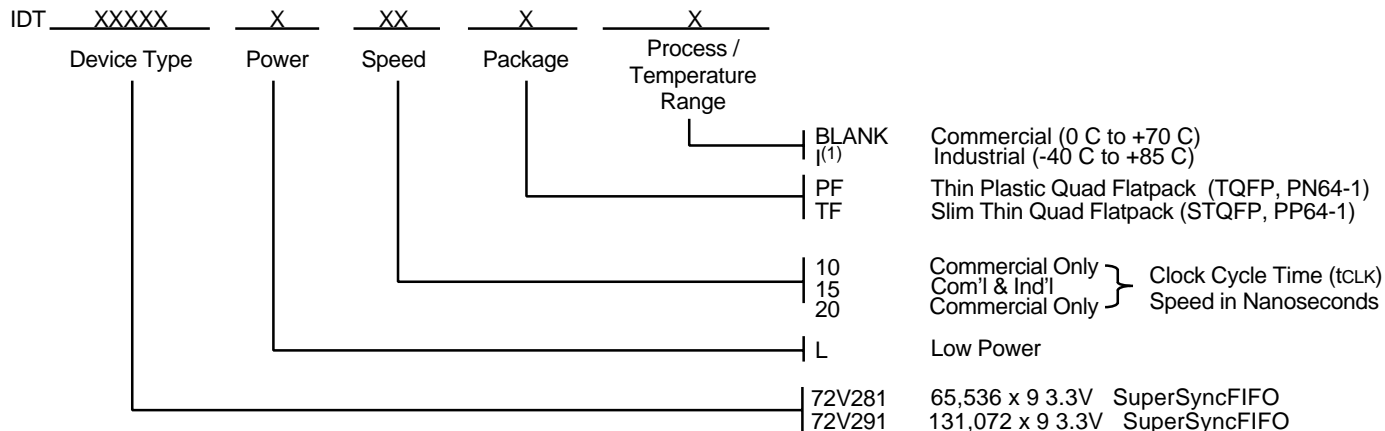 IDT XXXXX X XX X X
Device Type Power Speed Package Process /
Temperature
Range
BLANK Commercial (0 C to +70 C)
I(1) Industrial (-40 C to +85 C)
PF Thin Plastic Quad Flatpack (TQFP, PN64-1)
TF Slim Thin Quad Flatpack (STQFP, PP64-1)
10 Commercial Only
15 Com'l & Ind'l
20 Commercial Only
Clock Cycle Time (tCLK)
Speed in Nanoseconds
L Low Power
72V281 65,536 x 9 3.3V SuperSyncFIFO
72V291 131,072 x 9 3.3V SuperSyncFIFO